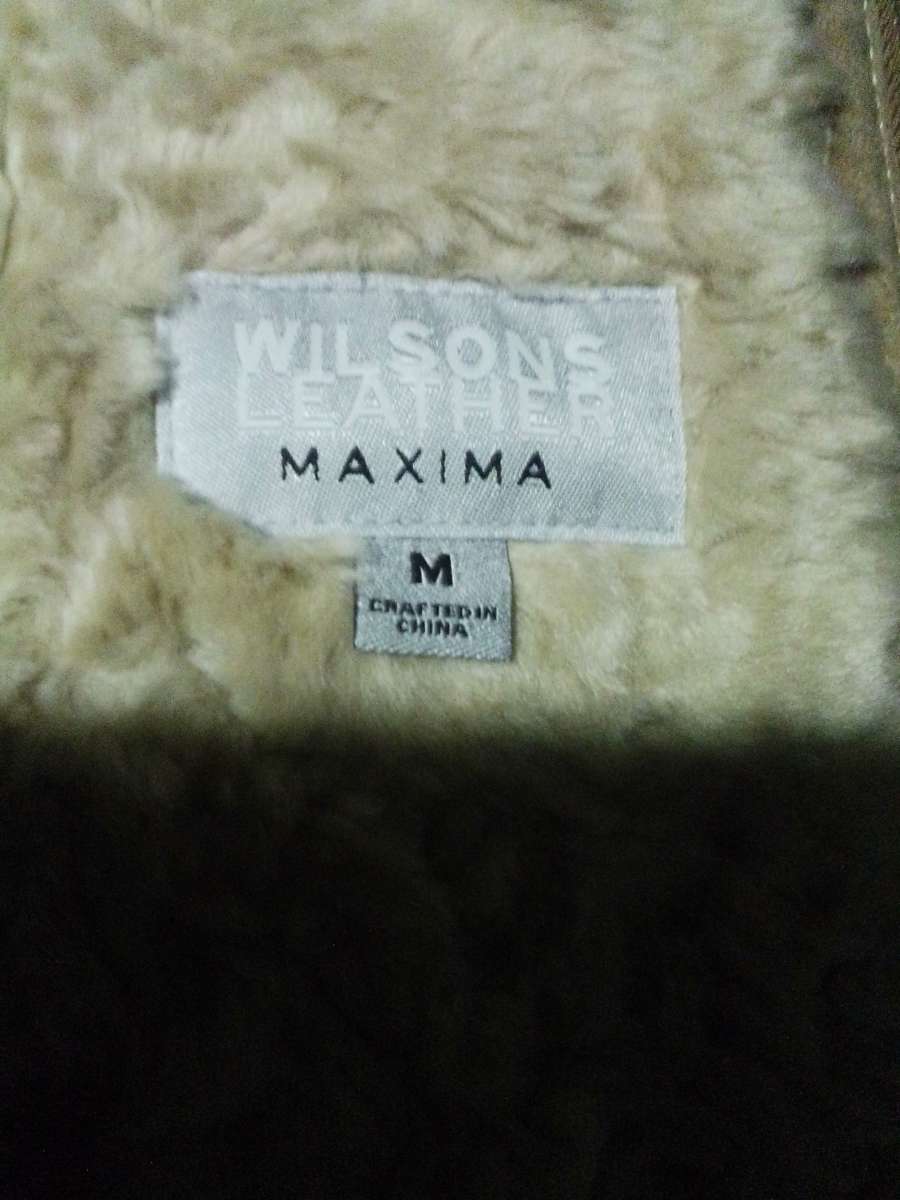 WILSONS
LEATHER
MAXIMA
M
CRAFTED IN
CHINA